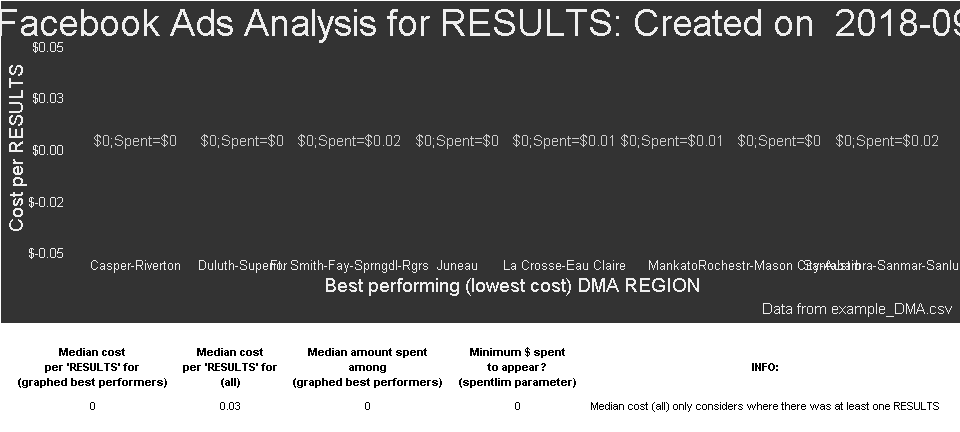 Facebook Ads Analysis for RESULTS: Created on 2018-09
$0.05
$0.03
$0.00
$-0.02
$-0.05
Cost per RESULTS
$0;Spent=$0 $0;Spent=$0 $0;Spent=$0.02 $0;Spent=$0 $0;Spent=$0.01 $0;Spent=$0.01 $0;Spent=$0 $0;Spent=$0.02
Casper-Riverton Duluth-Superior Ft. Smith-Fay-Sprngdl-Rgrs Juneau La Crosse-Eau Claire Mankato Rochestr-Mason City-Austin
Best performing (lowest cost) DMA REGION
Data from example_DMA.csv
Median cost
per 'RESULTS' for
(graphed best performers)
Median cost
per 'RESULTS' for
(all)
Median amount spent
among
(graphed best performers)
Minimum $ spent
to appear?
(spentlim parameter)
INFO:
0 0.03 0 0 Median cost (all) only considers where there was at least one RESULTS